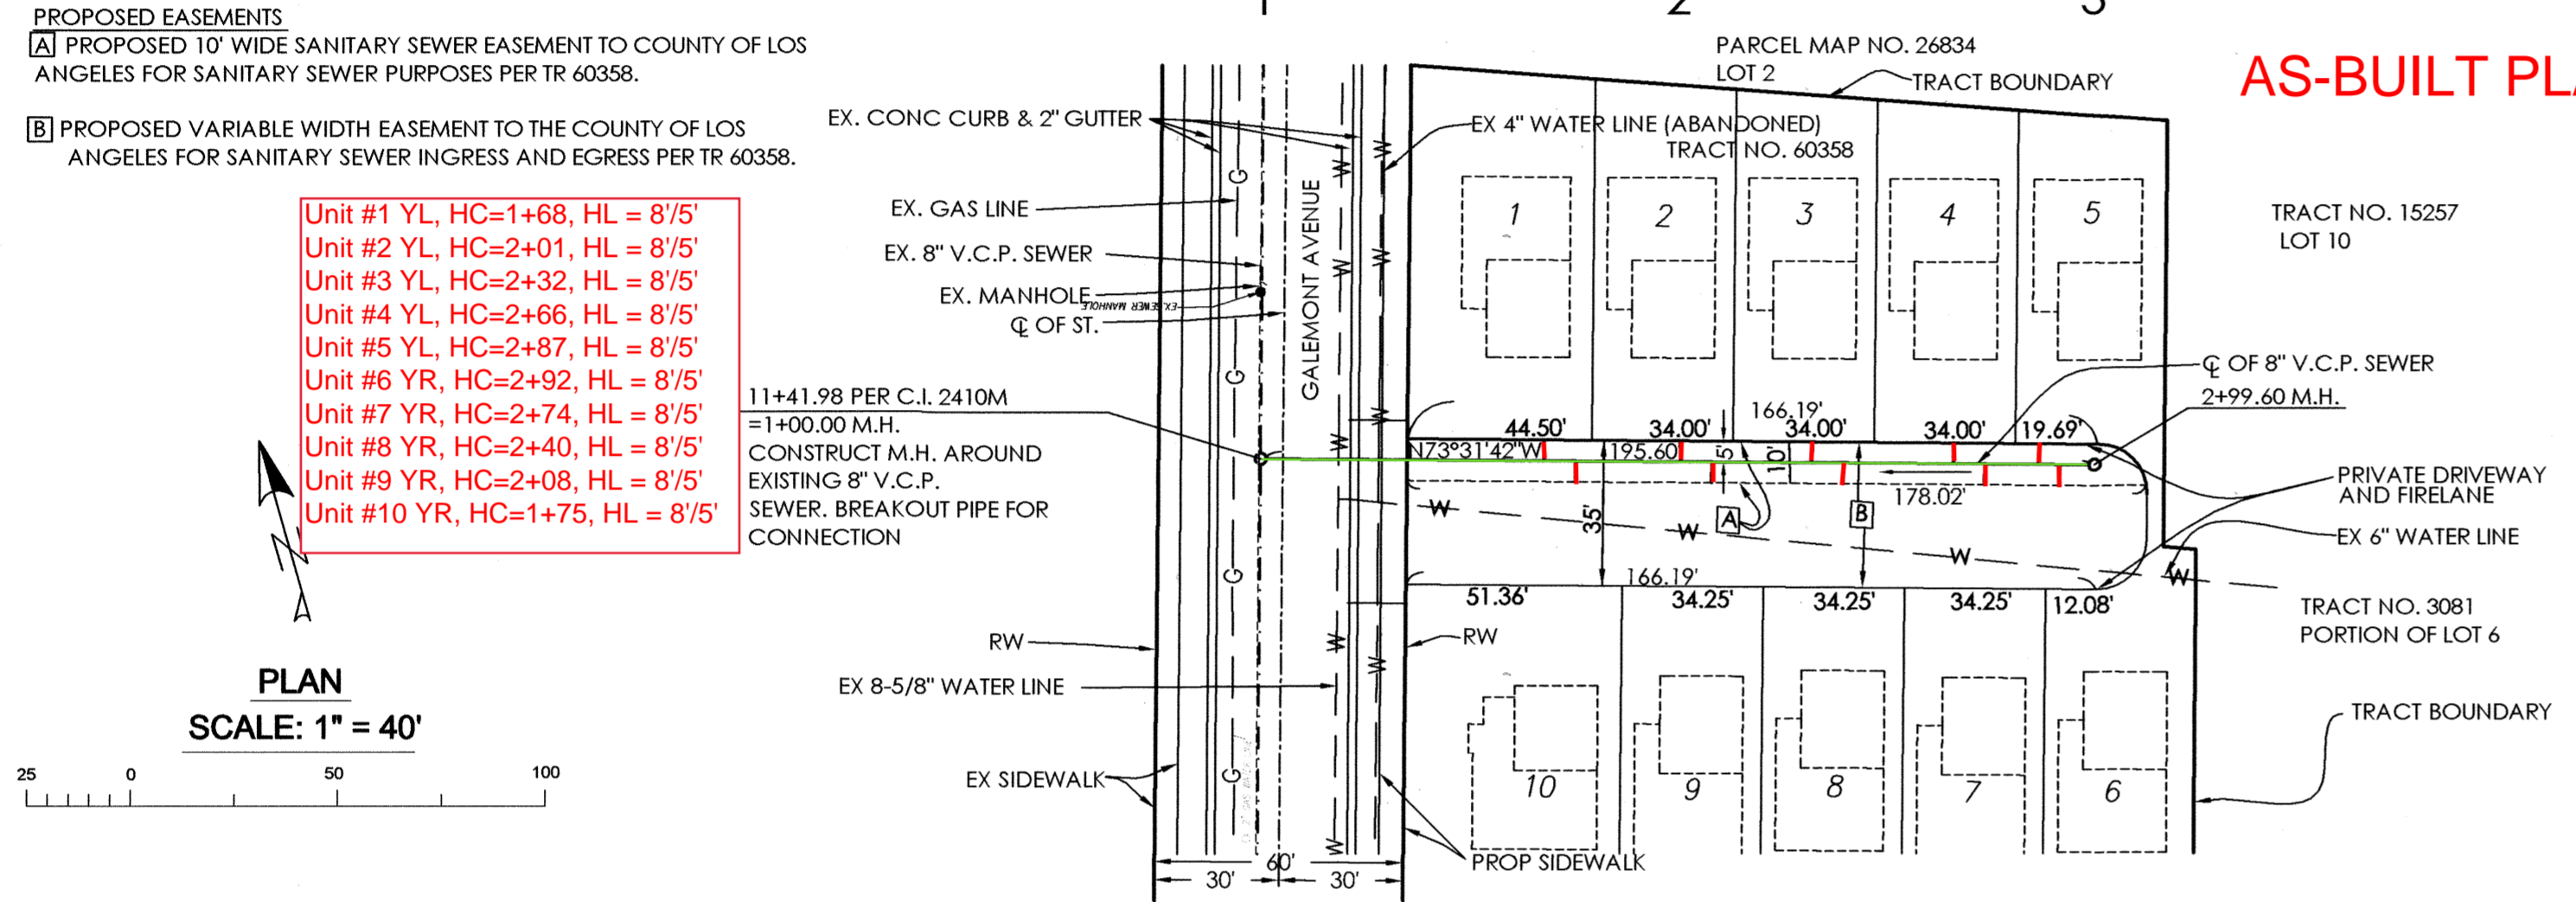 PROPOSED EASEMENTS
A PROPOSED 10' WIDE SANITARY SEWER EASEMENT TO COUNTY OF LOS
ANGELES FOR SANITARY SEWER PURPOSES PER TR 60358.
B PROPOSED VARIABLE WIDTH EASEMENT TO THE COUNTY OF LOS
ANGELES FOR SANITARY SEWER INGRESS AND EGRESS PER TR 60358.
Unit #1 YL, HC=1+68, HL = 8'/5'
Unit #2 YL, HC=2+01, HL = 8'/5'
Unit #3 YL, HC=2+32, HL = 8'/5'
Unit #4 YL, HC=2+66, HL = 8'/5'
Unit #5 YL, HC=2+87, HL = 8'/5'
Unit #6 YR, HC=2+92, HL = 8'/5'
Unit #7 YR, HC=2+74, HL = 8'/5'
Unit #8 YR, HC=2+40, HL = 8'/5'
Unit #9 YR, HC=2+08, HL = 8'/5'
Unit #10 YR, HC=1+75, HL = 8'/5'
PLAN
SCALE: 1" = 40'
25 0 50 100
EX. CONC CURB & 2" GUTTER
EX. GAS LINE
EX. 8" V.C.P. SEWER
EX. MANHOLE
EX. SEWER MANHOLE
℄ OF ST.
11+41.98 PER C.I. 2410M
=1+00.00 M.H.
CONSTRUCT M.H. AROUND
EXISTING 8" V.C.P.
SEWER. BREAKOUT PIPE FOR
CONNECTION
RW
EX 8-5/8" WATER LINE
EX SIDEWALK
G
G
G
G
GALEMONT AVENUE
W
W
W
W
W
W
W
W
W
60'
30' 30'
PARCEL MAP NO. 26834
LOT 2
TRACT BOUNDARY
AS-BUILT PLA
EX 4" WATER LINE (ABANDONED)
TRACT NO. 60358
TRACT NO. 15257
LOT 10
1 2 3 4 5
℄ OF 8" V.C.P. SEWER
2+99.60 M.H.
166.19'
44.50' 34.00' 34.00' 34.00' 19.69'
N73°31'42"W 195.60 5' 10'
178.02'
PRIVATE DRIVEWAY
AND FIRELANE
35' A B
W W W W
EX 6" WATER LINE
166.19'
51.36' 34.25' 34.25' 34.25' 12.08'
TRACT NO. 3081
PORTION OF LOT 6
RW
TRACT BOUNDARY
10 9 8 7 6
PROP SIDEWALK